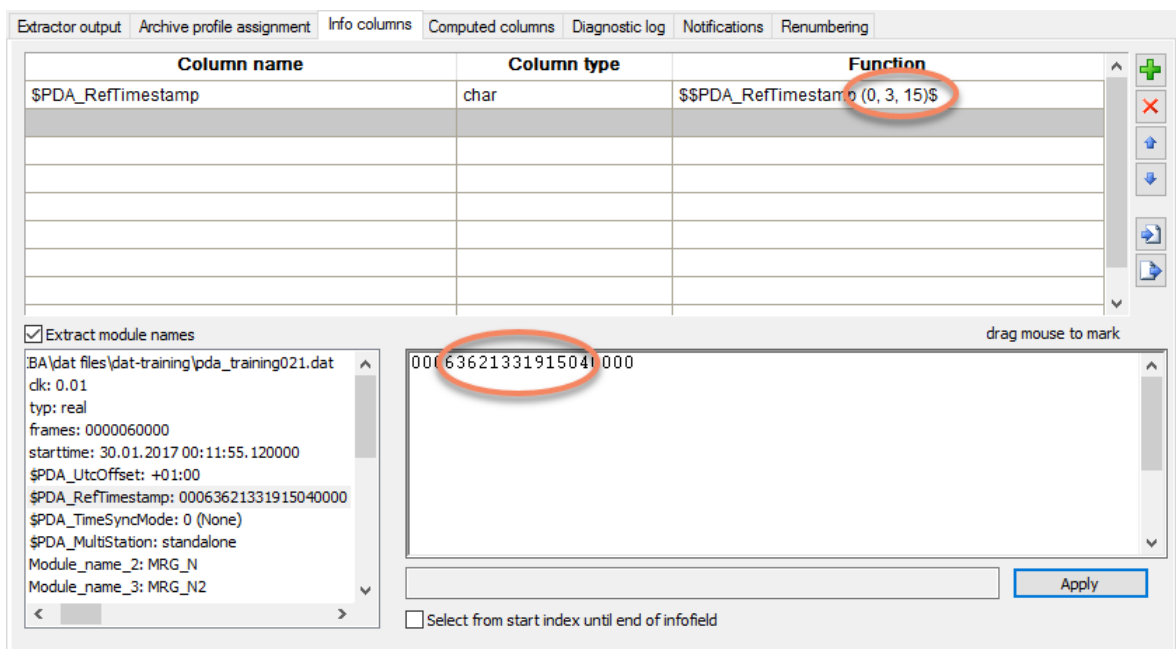 Extractor output Archive profile assignment Info columns Computed columns Diagnostic log Notifications Renumbering
Column name Column type Function
$PDA_RefTimestamp char $$PDA_RefTimestamp (0, 3, 15)$
Extract module names
drag mouse to mark
:BA\dat files\dat-training\pda_training021.dat
clk: 0.01
typ: real
frames: 0000060000
starttime: 30.01.2017 00:11:55.120000
$PDA_UtcOffset: +01:00
$PDA_RefTimestamp: 00063621331915040000
$PDA_TimeSyncMode: 0 (None)
$PDA_MultiStation: standalone
Module_name_2: MRG_N
Module_name_3: MRG_N2
00063621331915040000
Apply
Select from start index until end of infofield